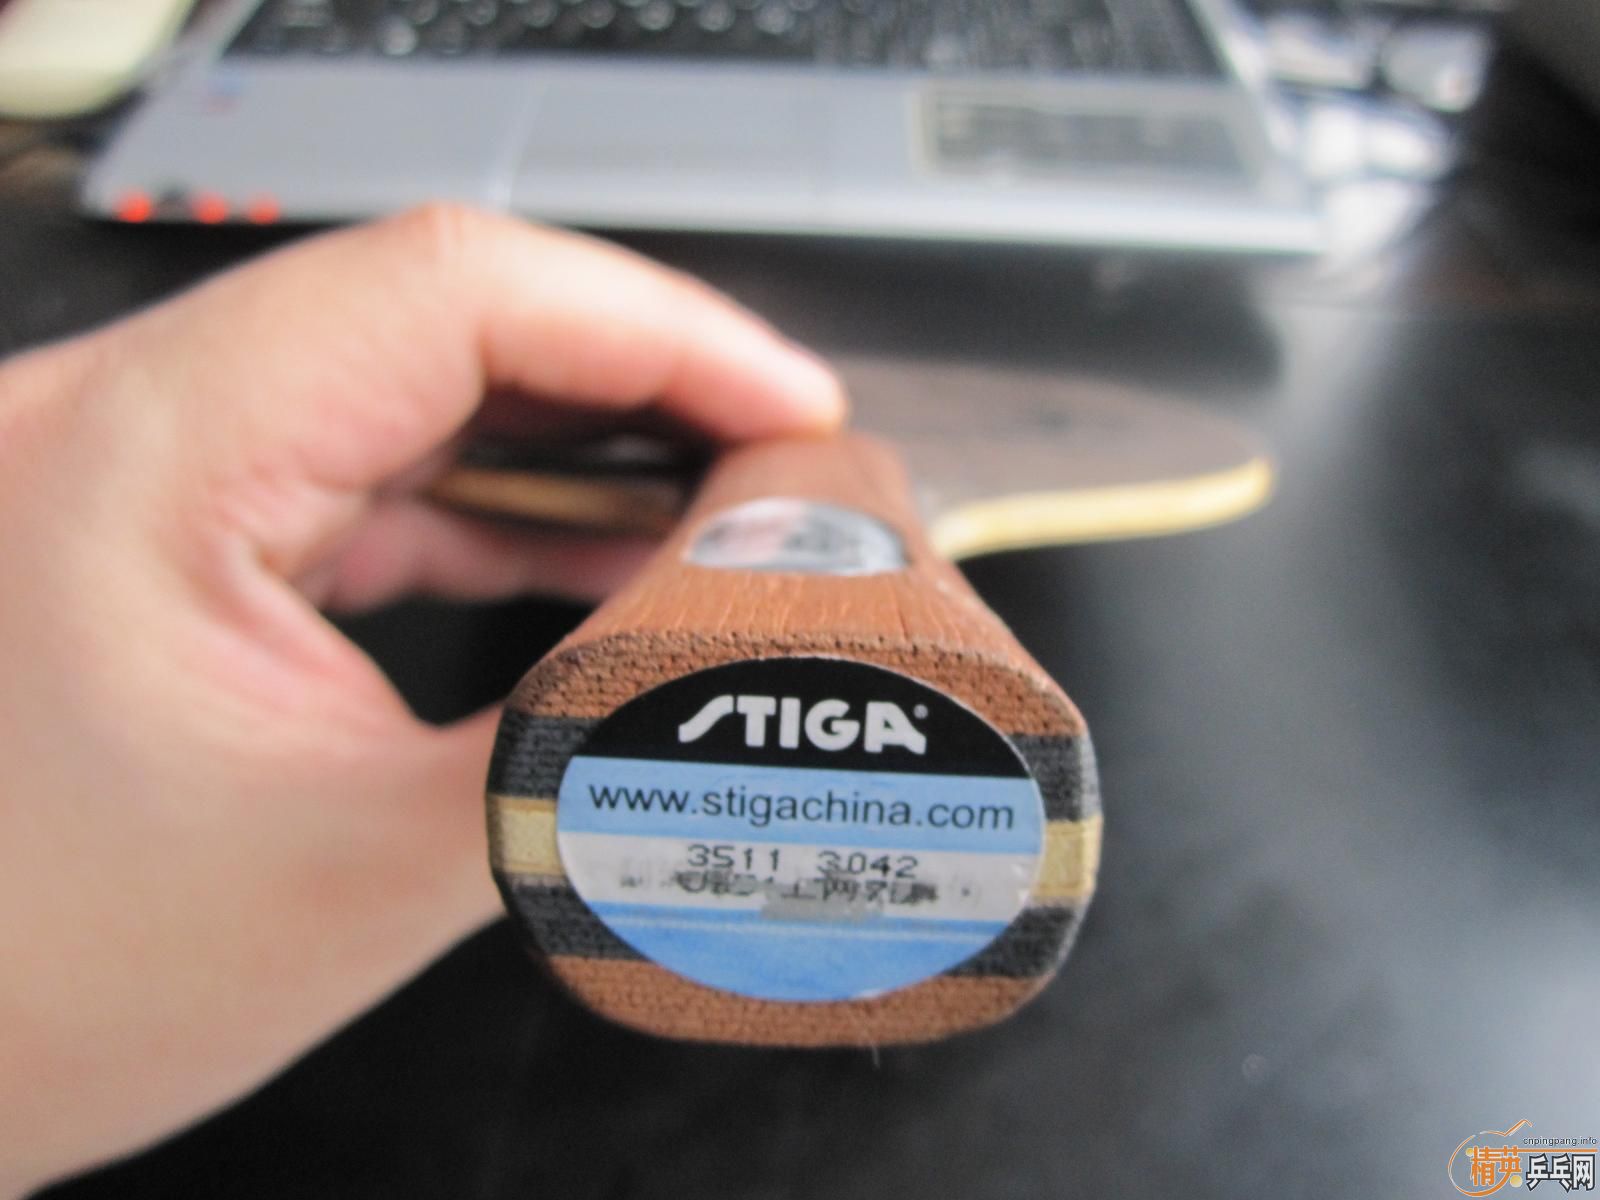 STIGA®
www.stigachina.com
3511 3042
cnpingpang.info
精英乒乓网